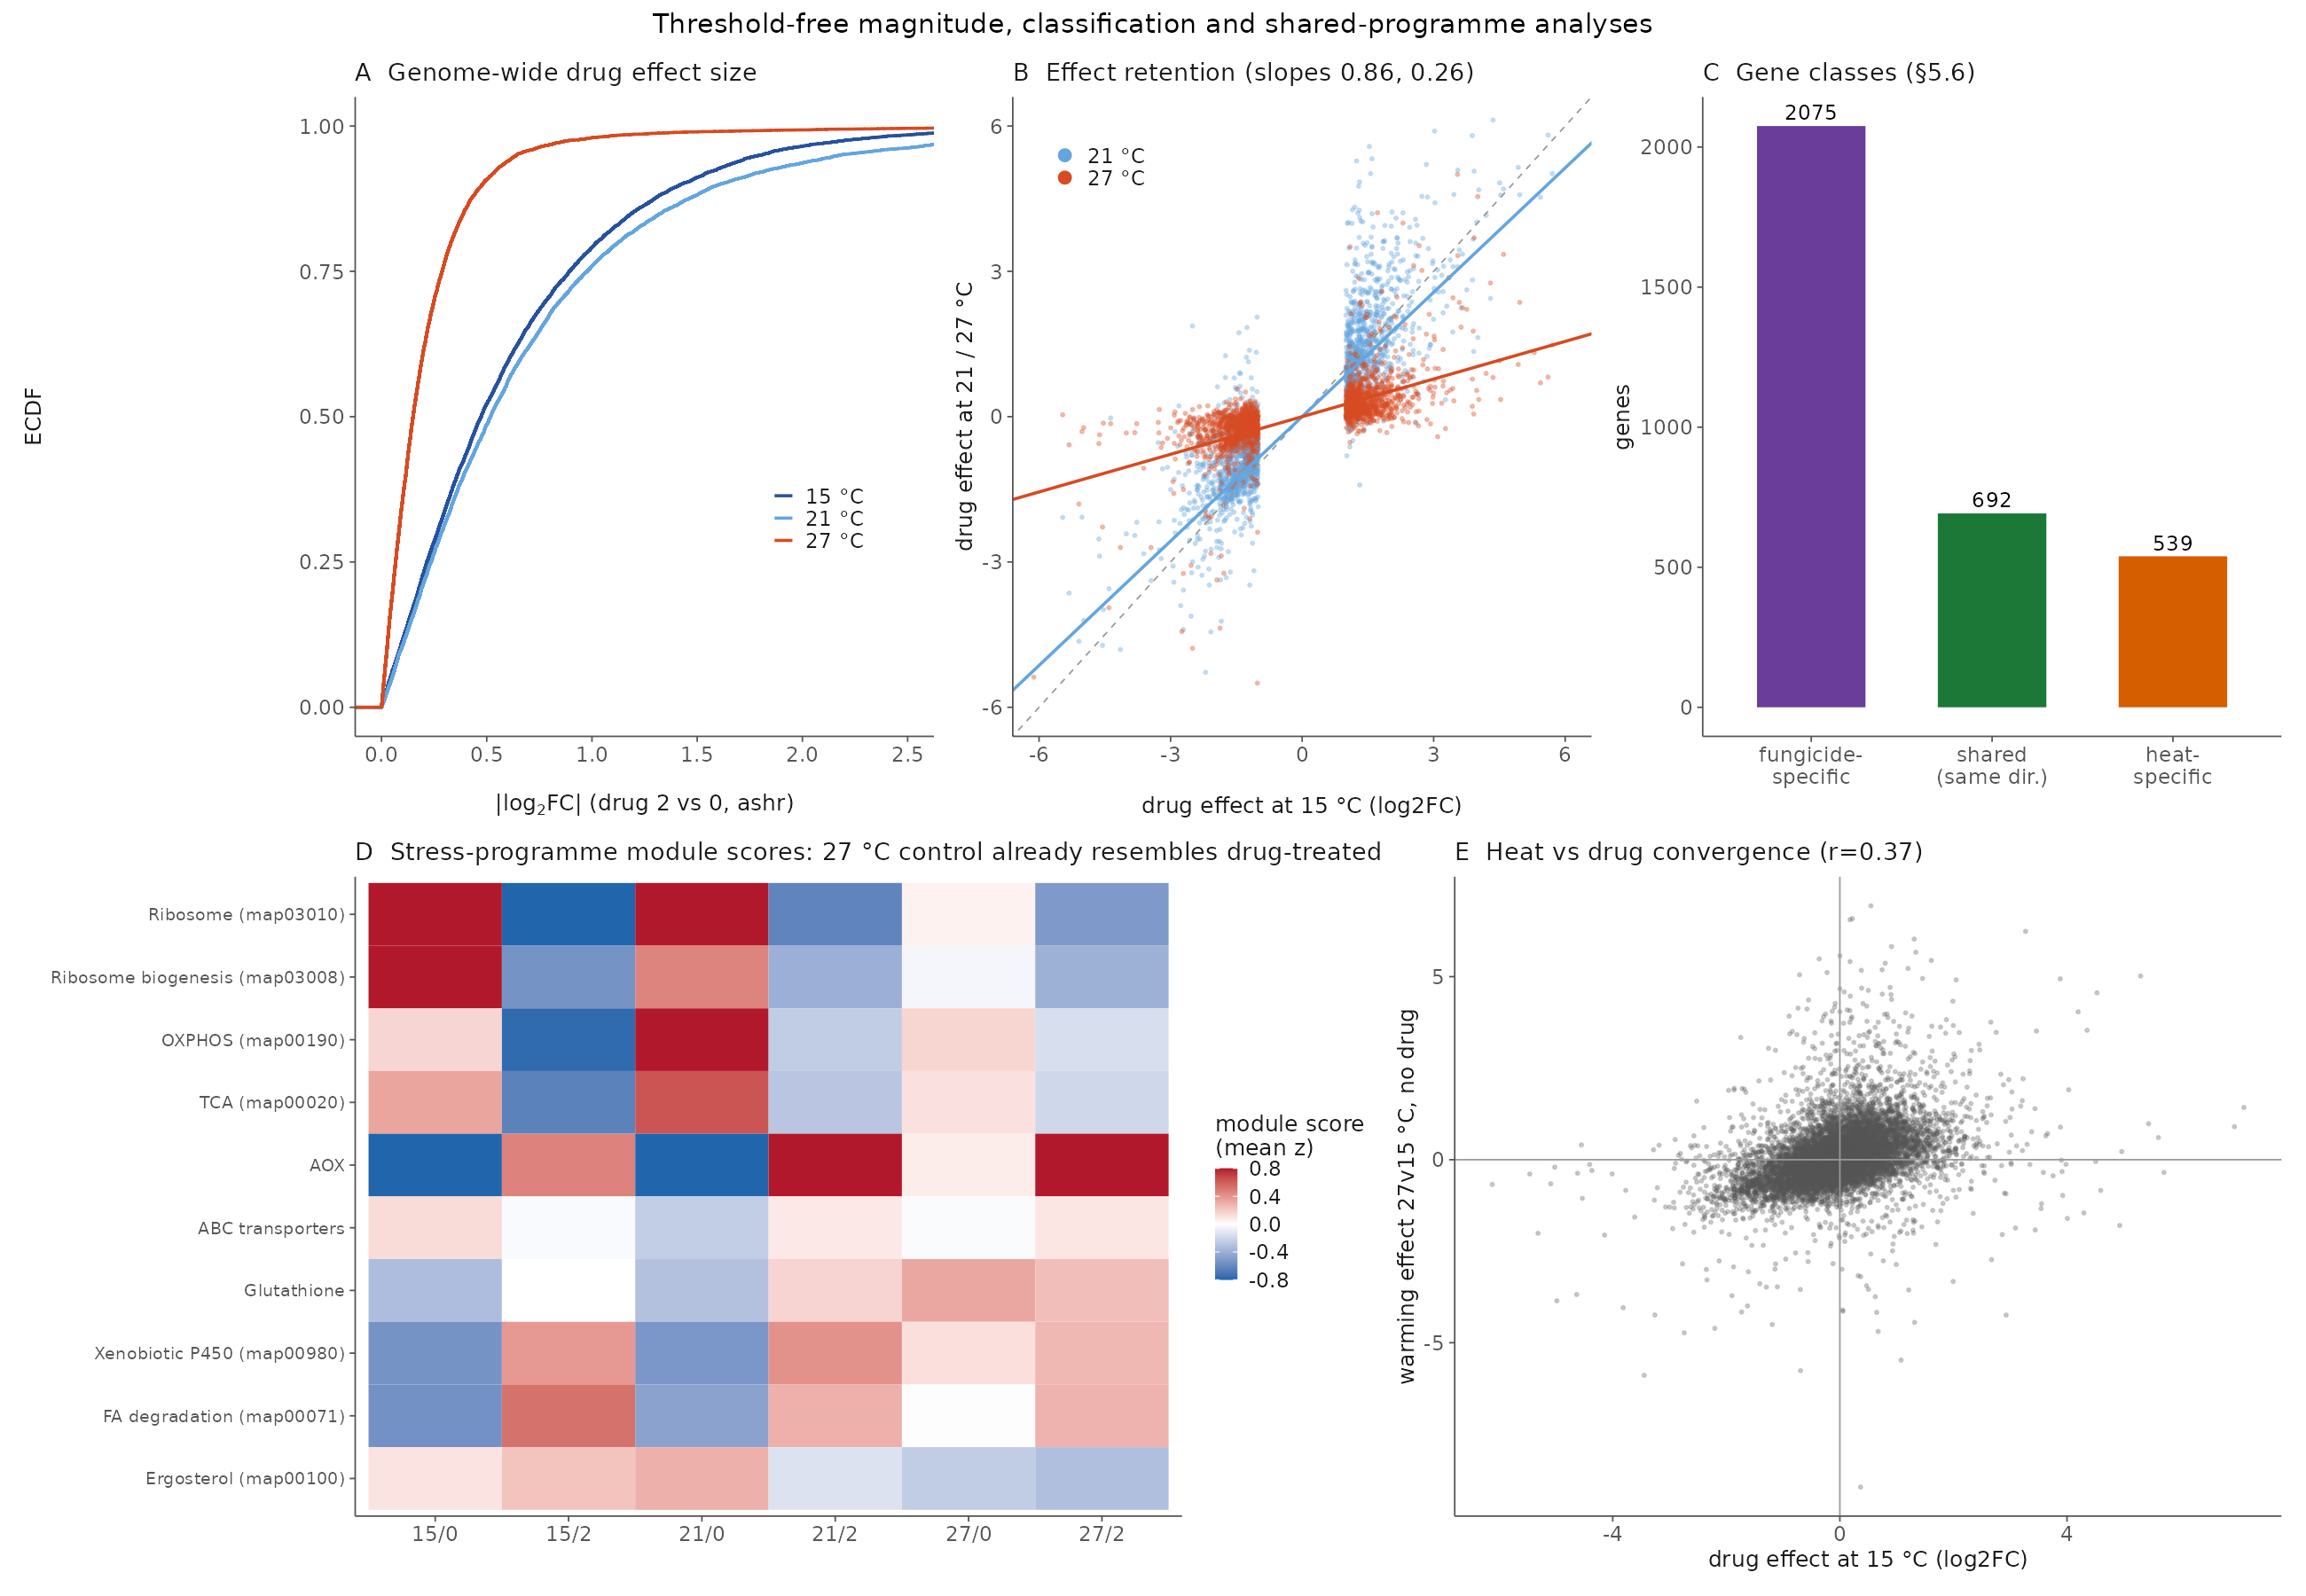 Threshold-free magnitude, classification and shared-programme analyses
A Genome-wide drug effect size
ECDF
1.00
0.75
0.50
0.25
0.00
15 °C
21 °C
27 °C
0.0 0.5 1.0 1.5 2.0 2.5
|log₂FC| (drug 2 vs 0, ashr)
B Effect retention (slopes 0.86, 0.26)
drug effect at 21 / 27 °C
6
3
0
-3
-6
21 °C
27 °C
-6 -3 0 3 6
drug effect at 15 °C (log2FC)
C Gene classes (§5.6)
genes
2000
1500
1000
500
0
2075
692
539
fungicide-
specific
shared
(same dir.)
heat-
specific
D Stress-programme module scores: 27 °C control already resembles drug-treated
Ribosome (map03010)
Ribosome biogenesis (map03008)
OXPHOS (map00190)
TCA (map00020)
AOX
ABC transporters
Glutathione
Xenobiotic P450 (map00980)
FA degradation (map00071)
Ergosterol (map00100)
15/0 15/2 21/0 21/2 27/0 27/2
module score
(mean z)
0.8
0.4
0.0
-0.4
-0.8
E Heat vs drug convergence (r=0.37)
warming effect 27v15 °C, no drug
5
0
-5
-4 0 4
drug effect at 15 °C (log2FC)